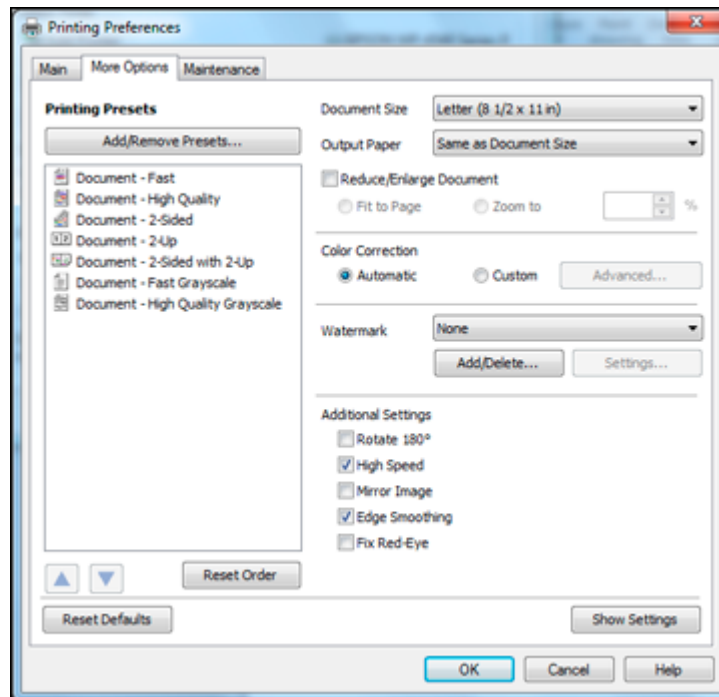 Printing Preferences
Main
More Options
Maintenance
Printing Presets
Add/Remove Presets...
Document - Fast
Document - High Quality
Document - 2-Sided
Document - 2-Up
Document - 2-Sided with 2-Up
Document - Fast Grayscale
Document - High Quality Grayscale
Reset Order
Document Size
Letter (8 1/2 x 11 in)
Output Paper
Same as Document Size
Reduce/Enlarge Document
Fit to Page
Zoom to
%
Color Correction
Automatic
Custom
Advanced...
Watermark
None
Add/Delete...
Settings...
Additional Settings
Rotate 180°
High Speed
Mirror Image
Edge Smoothing
Fix Red-Eye
Reset Defaults
Show Settings
OK
Cancel
Help